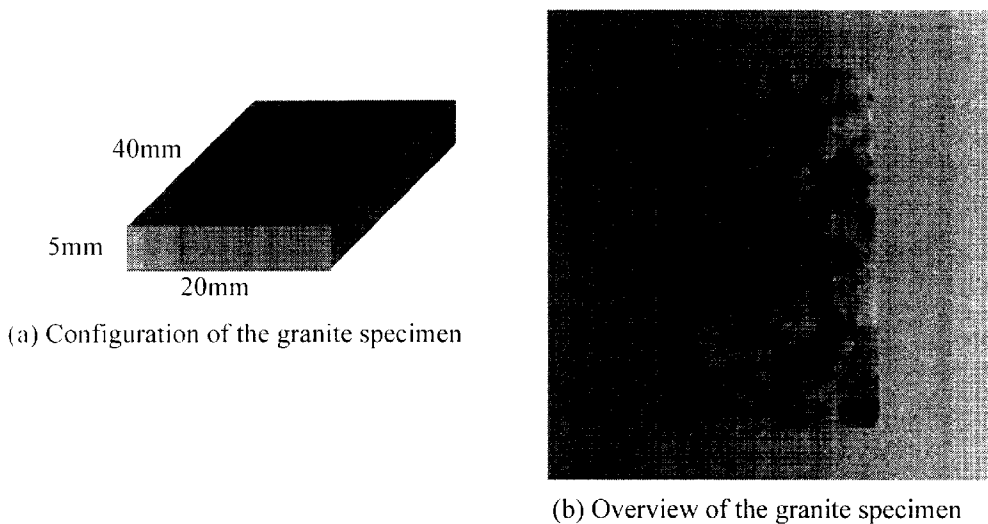 40mm
5mm
20mm
(a) Configuration of the granite specimen
(b) Overview of the granite specimen